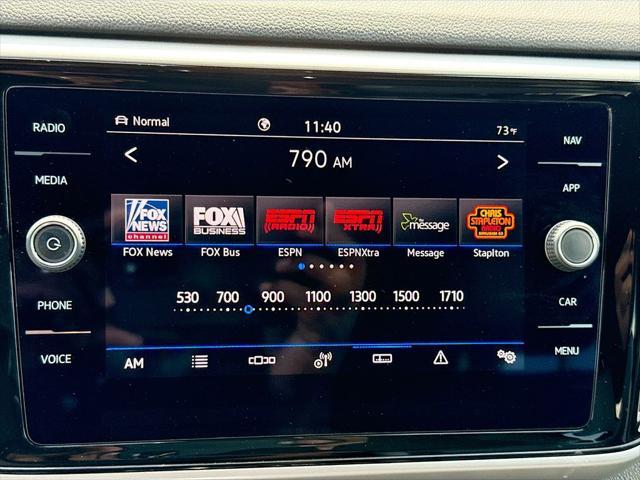 RADIO
MEDIA
PHONE
VOICE
Normal
11:40
73°F
< 790 AM >
FOX NEWS channel
FOX BUSINESS
ESPN (RADIO)
ESPN XTRA
the message
CHRIS STAPLETON RADIO
FOX News
FOX Bus
ESPN
ESPNXtra
Message
Staplton
530 700 900 1100 1300 1500 1710
AM
NAV
APP
CAR
MENU